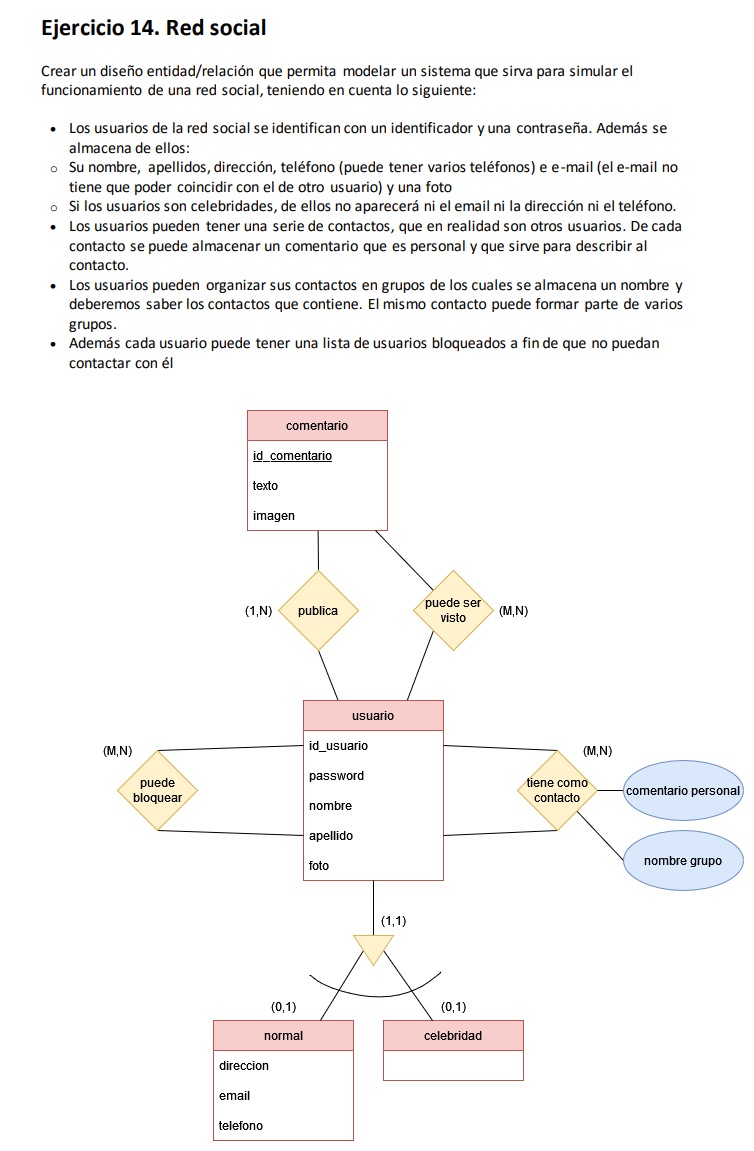 Ejercicio 14. Red social
Crear un diseño entidad/relación que permita modelar un sistema que sirva para simular el
funcionamiento de una red social, teniendo en cuenta lo siguiente:
• Los usuarios de la red social se identifican con un identificador y una contraseña. Además se
almacena de ellos:
o Su nombre, apellidos, dirección, teléfono (puede tener varios teléfonos) e e-mail (el e-mail no
tiene que poder coincidir con el de otro usuario) y una foto
o Si los usuarios son celebridades, de ellos no aparecerá ni el email ni la dirección ni el teléfono.
• Los usuarios pueden tener una serie de contactos, que en realidad son otros usuarios. De cada
contacto se puede almacenar un comentario que es personal y que sirve para describir al
contacto.
• Los usuarios pueden organizar sus contactos en grupos de los cuales se almacena un nombre y
deberemos saber los contactos que contiene. El mismo contacto puede formar parte de varios
grupos.
• Además cada usuario puede tener una lista de usuarios bloqueados a fin de que no puedan
contactar con él
comentario
id_comentario
texto
imagen
(1,N)
publica
puede ser
visto
(M,N)
usuario
id_usuario
password
nombre
apellido
foto
(M,N)
puede
bloquear
(M,N)
tiene como
contacto
comentario personal
nombre grupo
(1,1)
(0,1)
(0,1)
normal
direccion
email
telefono
celebridad